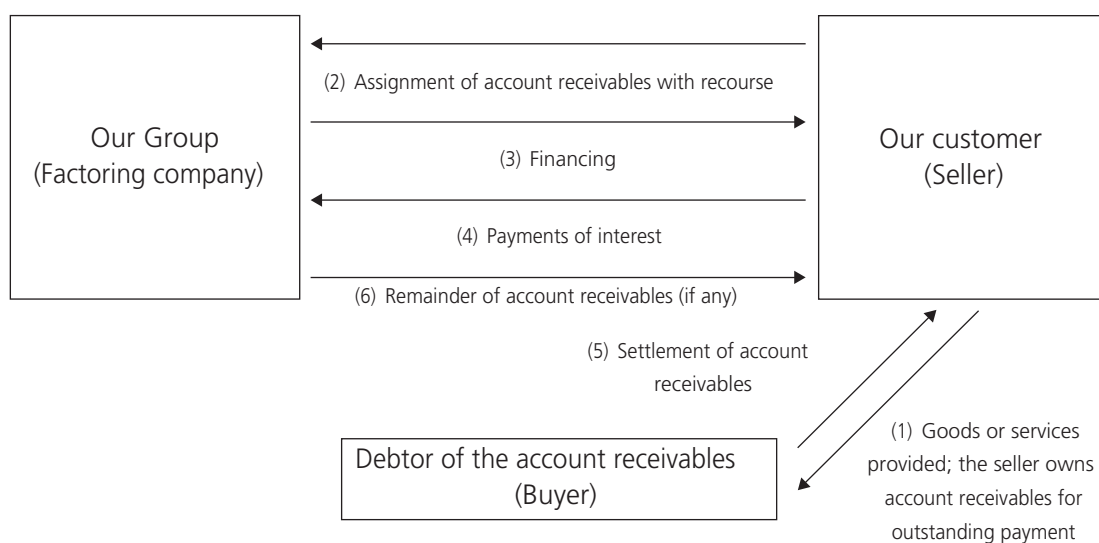 Our Group
(Factoring company)
(2) Assignment of account receivables with recourse
(3) Financing
(4) Payments of interest
(6) Remainder of account receivables (if any)
Our customer
(Seller)
(5) Settlement of account
receivables
Debtor of the account receivables
(Buyer)
(1) Goods or services
provided; the seller owns
account receivables for
outstanding payment